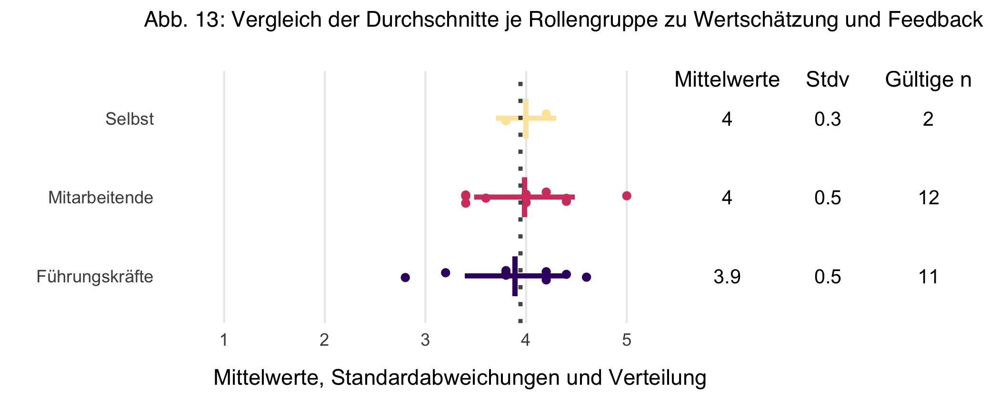 Abb. 13: Vergleich der Durchschnitte je Rollengruppe zu Wertschätzung und Feedback
Mittelwerte Stdv Gültige n
Selbst 4 0.3 2
Mitarbeitende 4 0.5 12
Führungskräfte 3.9 0.5 11
1 2 3 4 5
Mittelwerte, Standardabweichungen und Verteilung